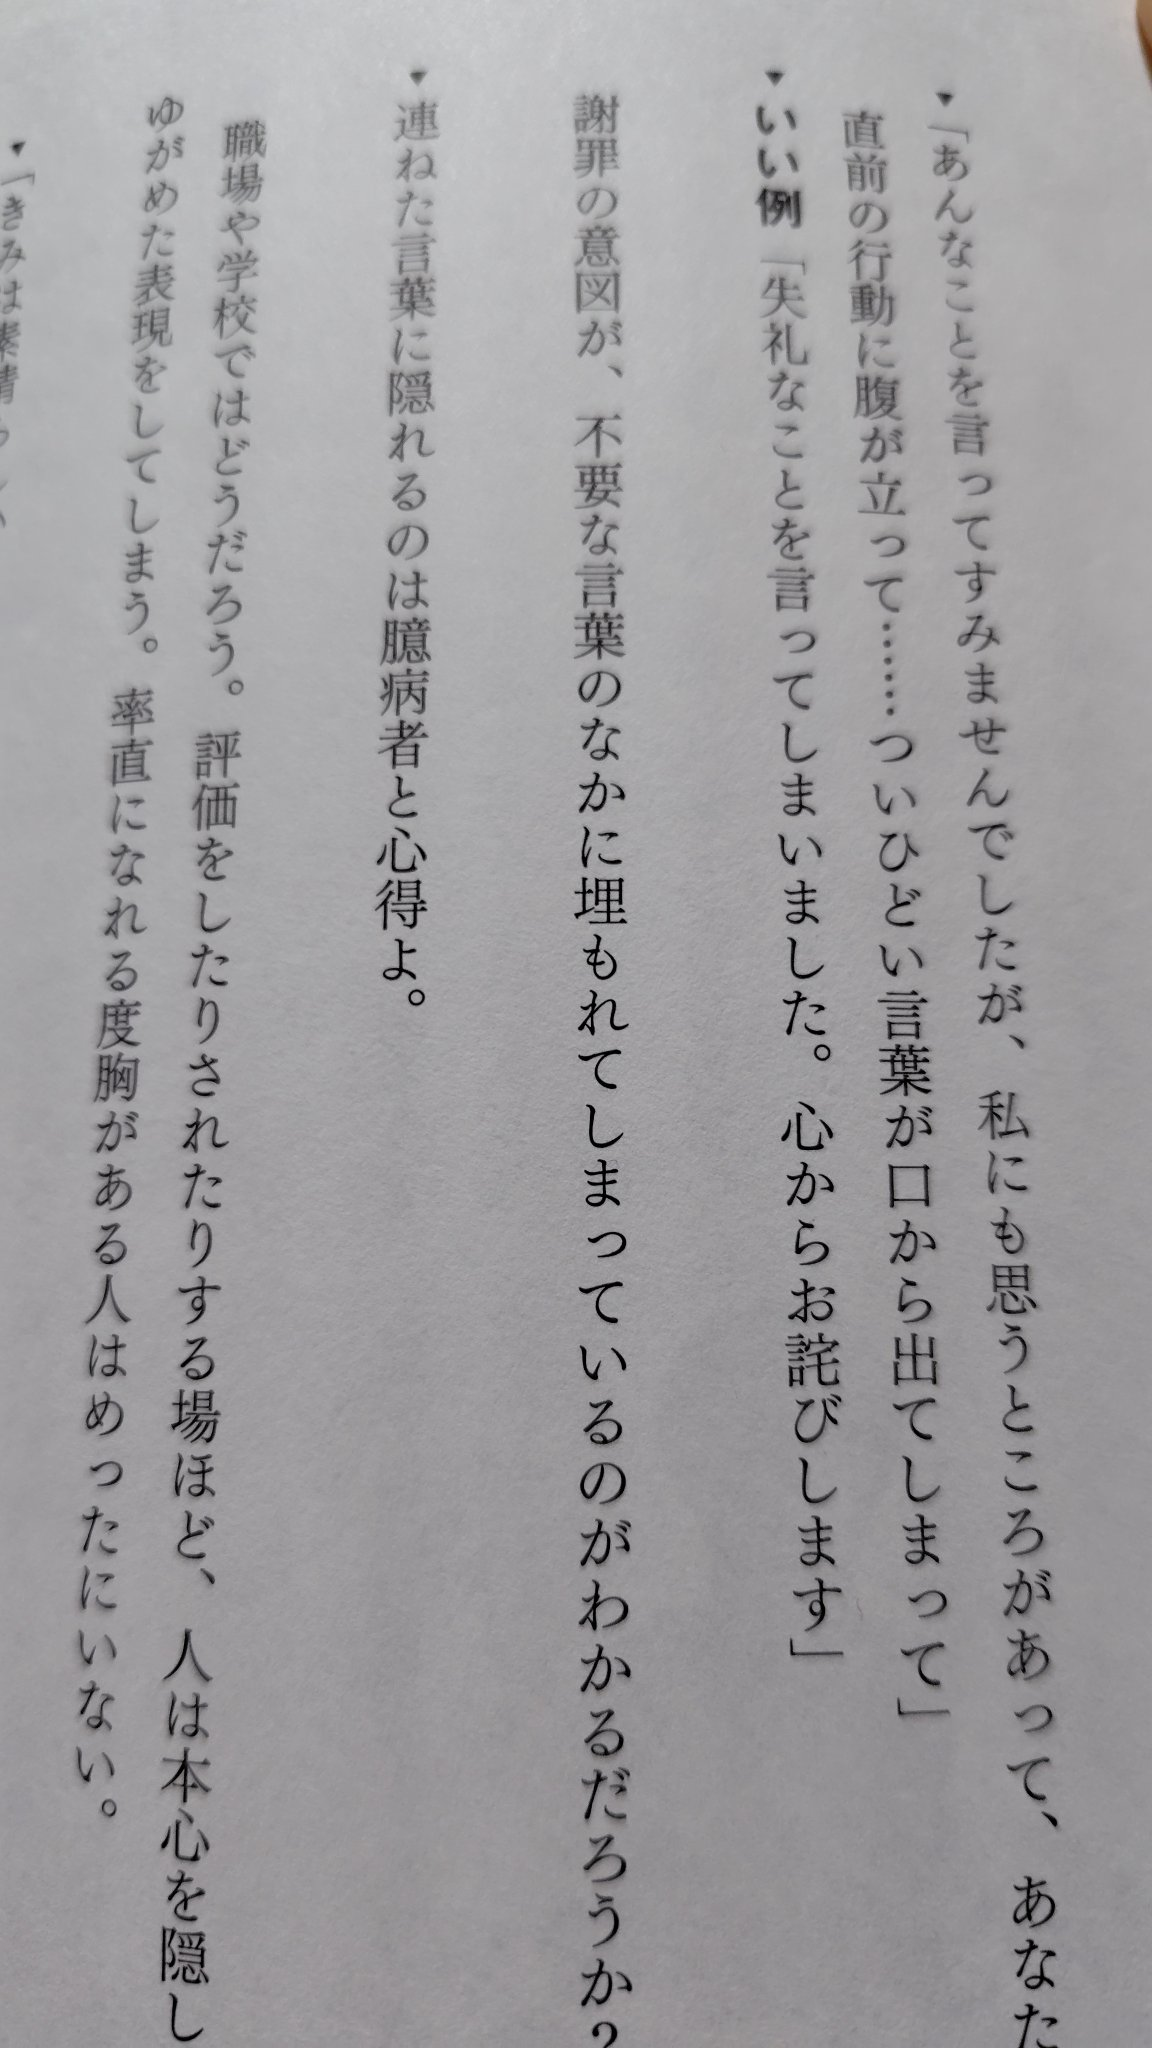 ▼「あんなことを言ってすみませんでしたが、私にも思うところがあって、あなた
直前の行動に腹が立って……ついひどい言葉が口から出てしまって」
▼いい例「失礼なことを言ってしまいました。心からお詫びします」
謝罪の意図が、不要な言葉のなかに埋もれてしまっているのがわかるだろうか?
▼連ねた言葉に隠れるのは臆病者と心得よ。
職場や学校ではどうだろう。評価をしたりされたりする場ほど、人は本心を隠し
ゆがめた表現をしてしまう。率直になれる度胸がある人はめったにいない。
▼「きみは素晴らしい